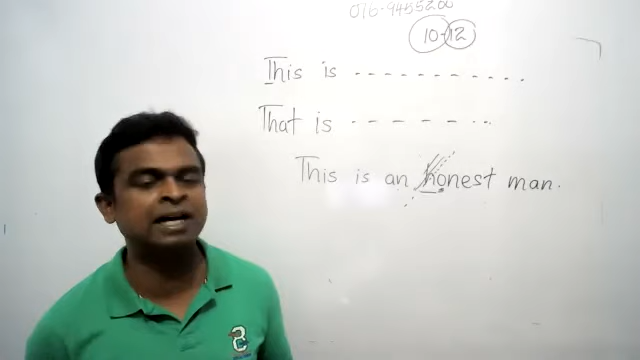 016-9455200
10-12
This is ------------
That is --------
This is an honest man.